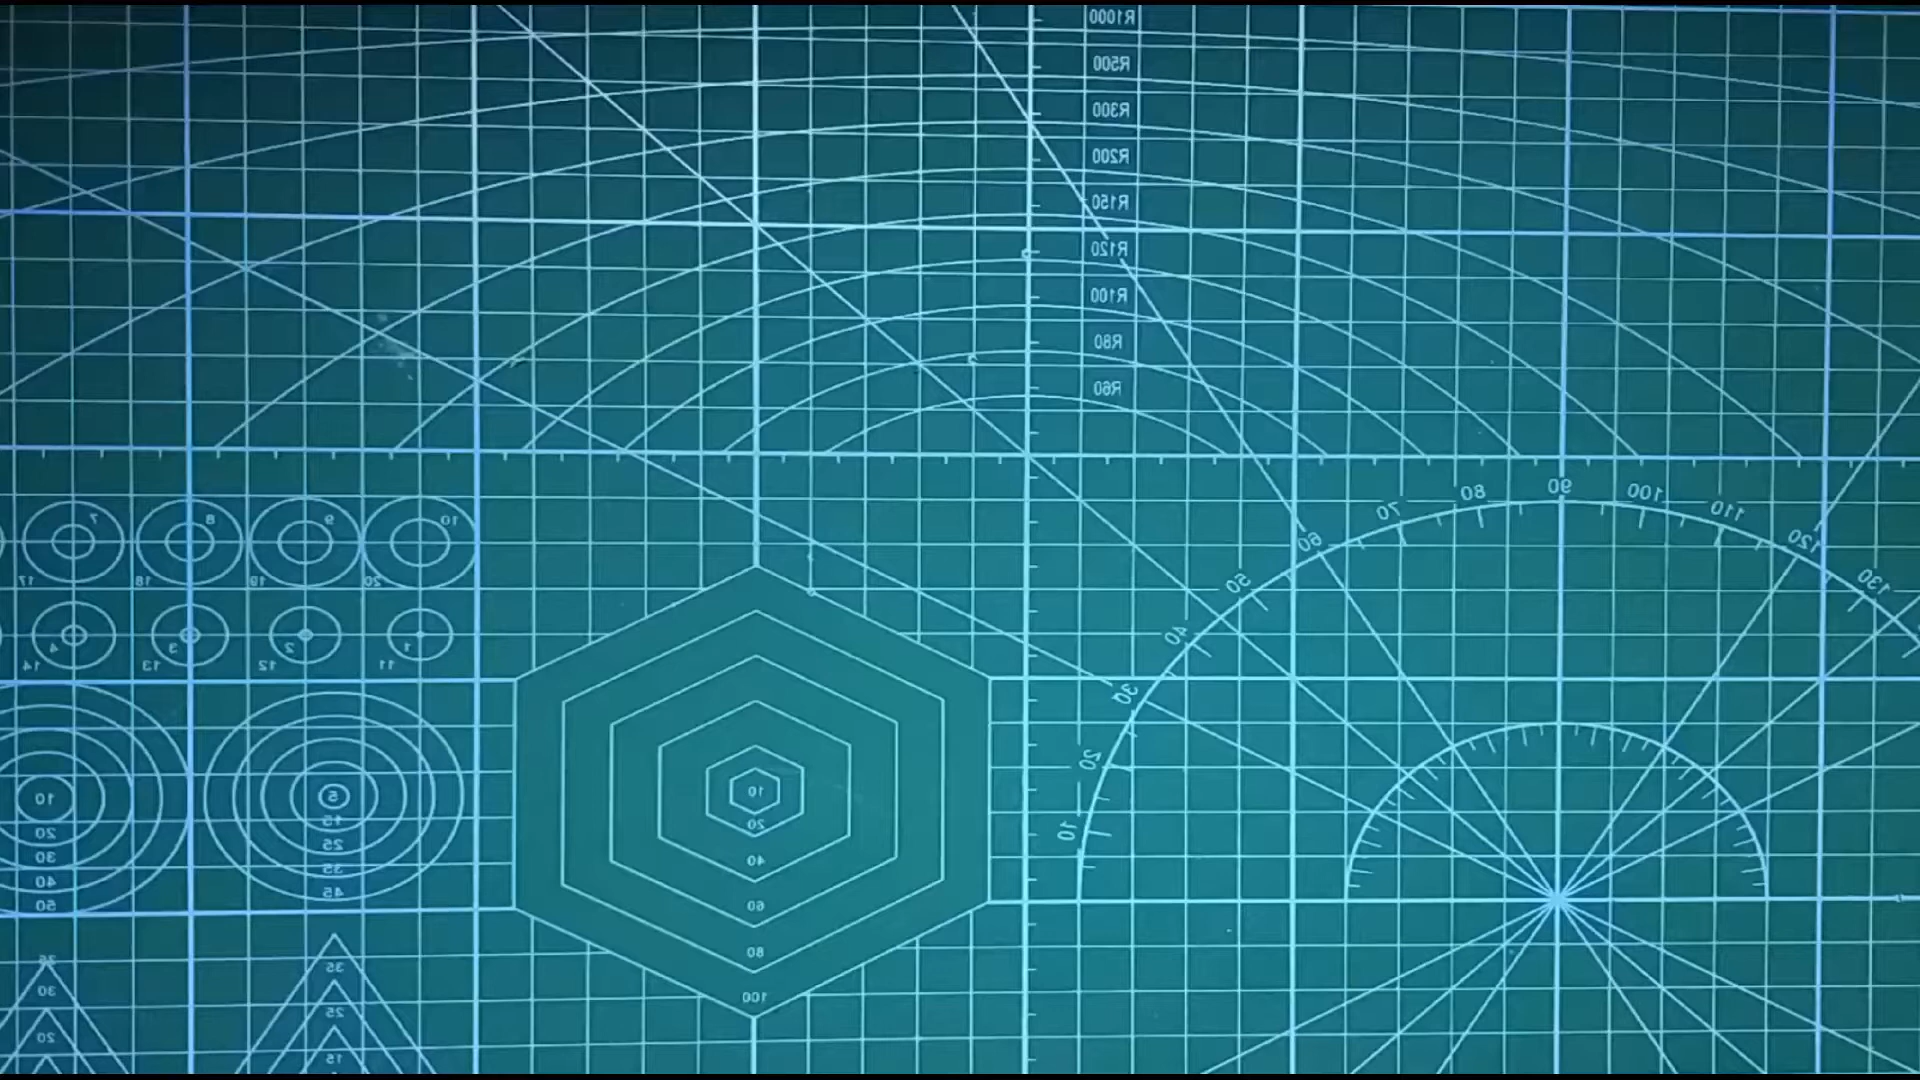 R1000
R500
R300
R200
R150
R120
R100
R80
R60
60 70 80 90 100 110 120 130
50
40
30
20
10
7 8 9 10
17 18 19 20
4 3 2 1
14 13 12 11
10 5
20 15
30 25
40 35
50 45
10
20
40
60
80
100
35 35
30 25
20 15